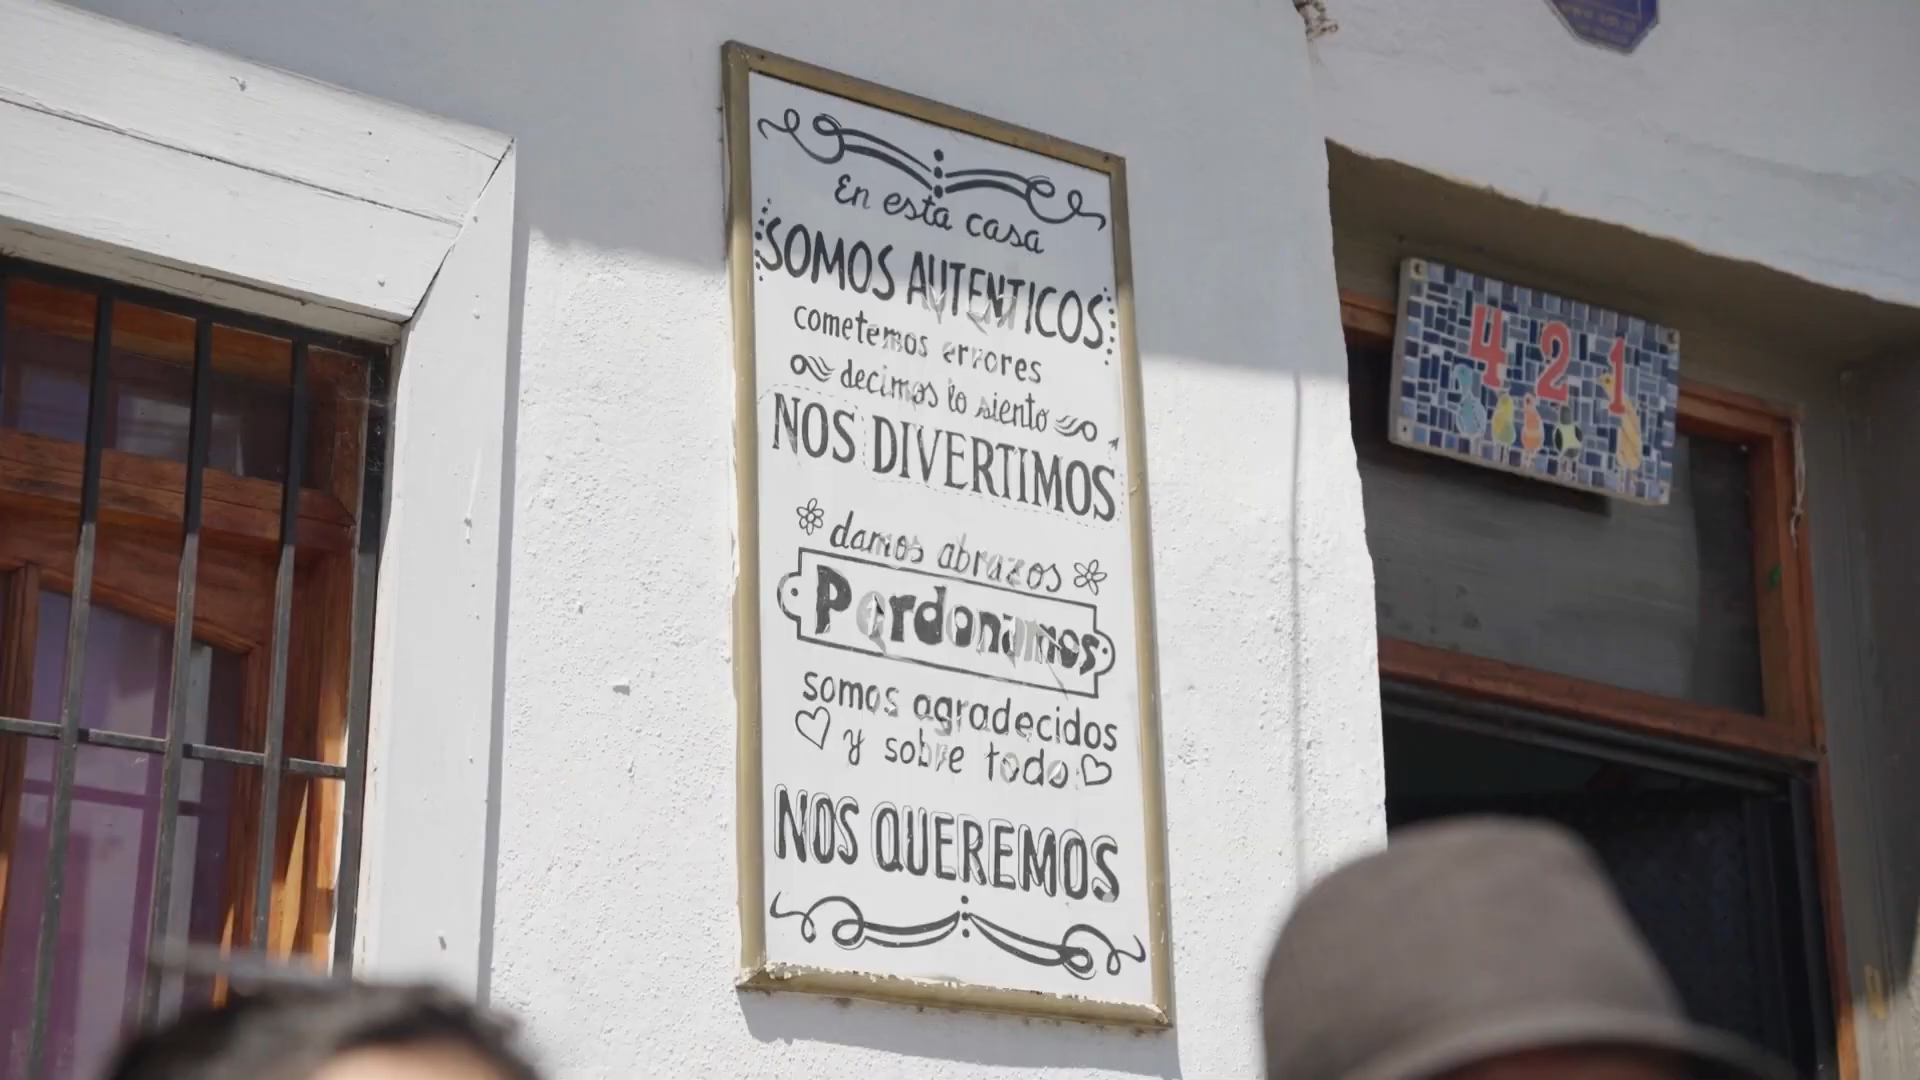 En esta casa
SOMOS AUTENTICOS
cometemos errores
decimos lo siento
NOS DIVERTIMOS
damos abrazos
Perdonamos
somos agradecidos
y sobre todo
NOS QUEREMOS
421